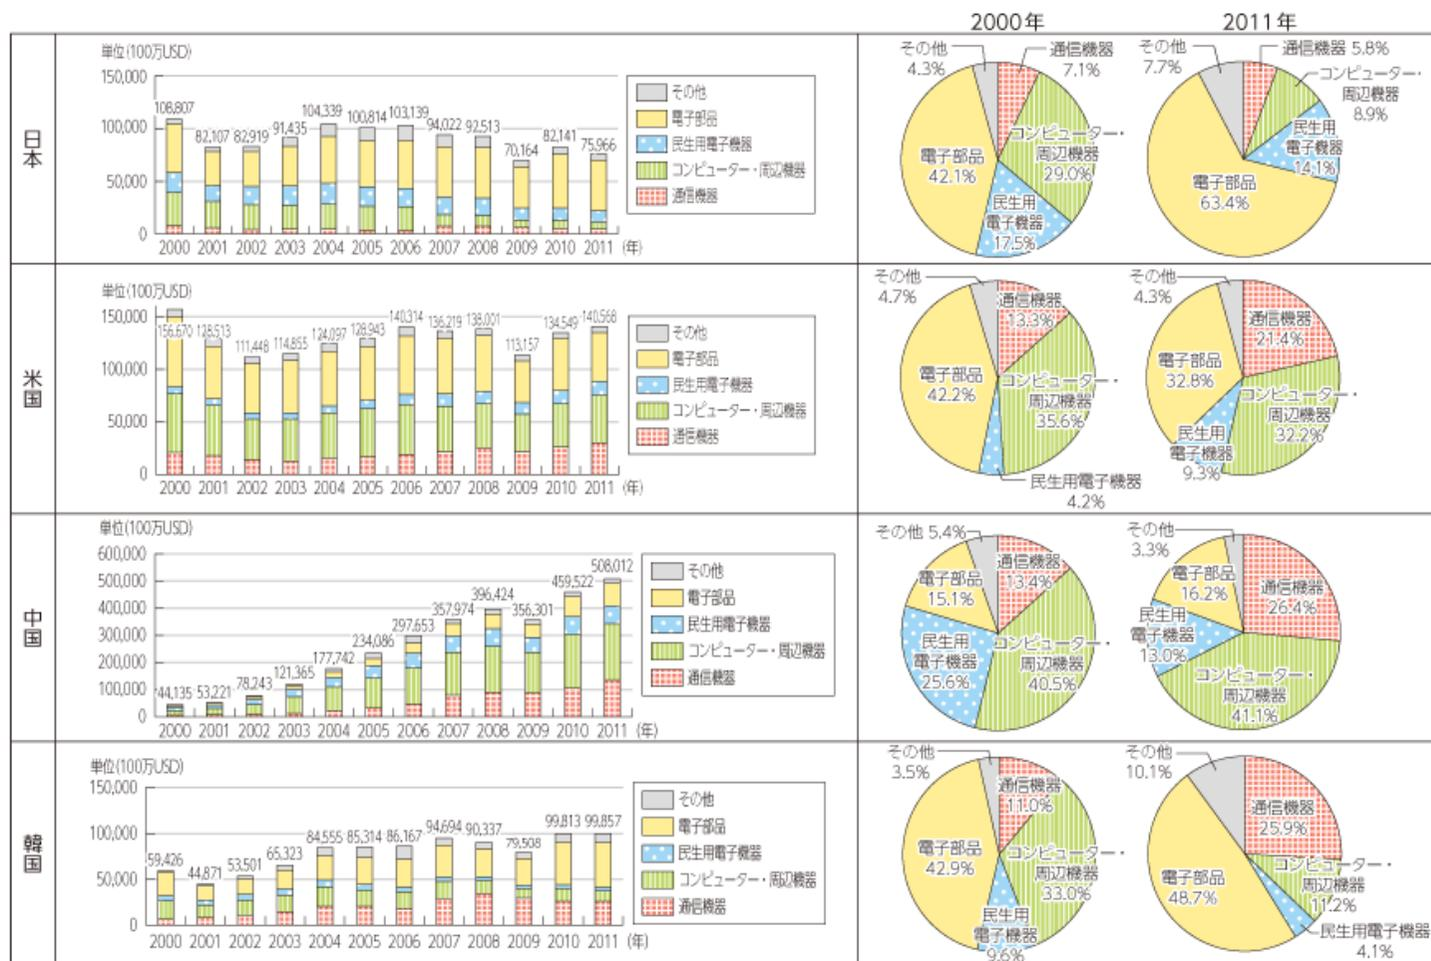 2000年
2011年
日本
単位(100万USD)
150,000
100,000
50,000
0
108,807
82,107
82,919
91,435
104,339
100,814
103,139
94,022
92,513
70,164
82,141
75,966
2000 2001 2002 2003 2004 2005 2006 2007 2008 2009 2010 2011 (年)
その他
電子部品
民生用電子機器
コンピューター・周辺機器
通信機器
その他
4.3%
通信機器
7.1%
コンピューター・
周辺機器
29.0%
民生用
電子機器
17.5%
電子部品
42.1%
その他
7.7%
通信機器 5.8%
コンピューター・
周辺機器
8.9%
民生用
電子機器
14.1%
電子部品
63.4%
米国
単位(100万USD)
150,000
100,000
50,000
0
156,670
128,513
111,448
114,855
124,097
128,943
140,314
136,219
138,001
113,157
134,549
140,568
2000 2001 2002 2003 2004 2005 2006 2007 2008 2009 2010 2011 (年)
その他
電子部品
民生用電子機器
コンピューター・周辺機器
通信機器
その他
4.7%
通信機器
13.3%
コンピューター・
周辺機器
35.6%
民生用電子機器
4.2%
電子部品
42.2%
その他
4.3%
通信機器
21.4%
コンピューター・
周辺機器
32.2%
民生用
電子機器
9.3%
電子部品
32.8%
中国
単位(100万USD)
600,000
500,000
400,000
300,000
200,000
100,000
0
44,135
53,221
78,243
121,365
177,742
234,086
297,653
357,974
396,424
356,301
459,522
508,012
2000 2001 2002 2003 2004 2005 2006 2007 2008 2009 2010 2011 (年)
その他
電子部品
民生用電子機器
コンピューター・周辺機器
通信機器
その他 5.4%
通信機器
13.4%
コンピューター・
周辺機器
40.5%
民生用
電子機器
25.6%
電子部品
15.1%
その他
3.3%
通信機器
26.4%
コンピューター・
周辺機器
41.1%
民生用
電子機器
13.0%
電子部品
16.2%
韓国
単位(100万USD)
150,000
100,000
50,000
0
59,426
44,871
53,501
65,323
84,555
85,314
86,167
94,694
90,337
79,508
99,813
99,857
2000 2001 2002 2003 2004 2005 2006 2007 2008 2009 2010 2011 (年)
その他
電子部品
民生用電子機器
コンピューター・周辺機器
通信機器
その他
3.5%
通信機器
11.0%
コンピューター・
周辺機器
33.0%
民生用
電子機器
9.6%
電子部品
42.9%
その他
10.1%
通信機器
25.9%
コンピューター・
周辺機器
11.2%
民生用電子機器
4.1%
電子部品
48.7%